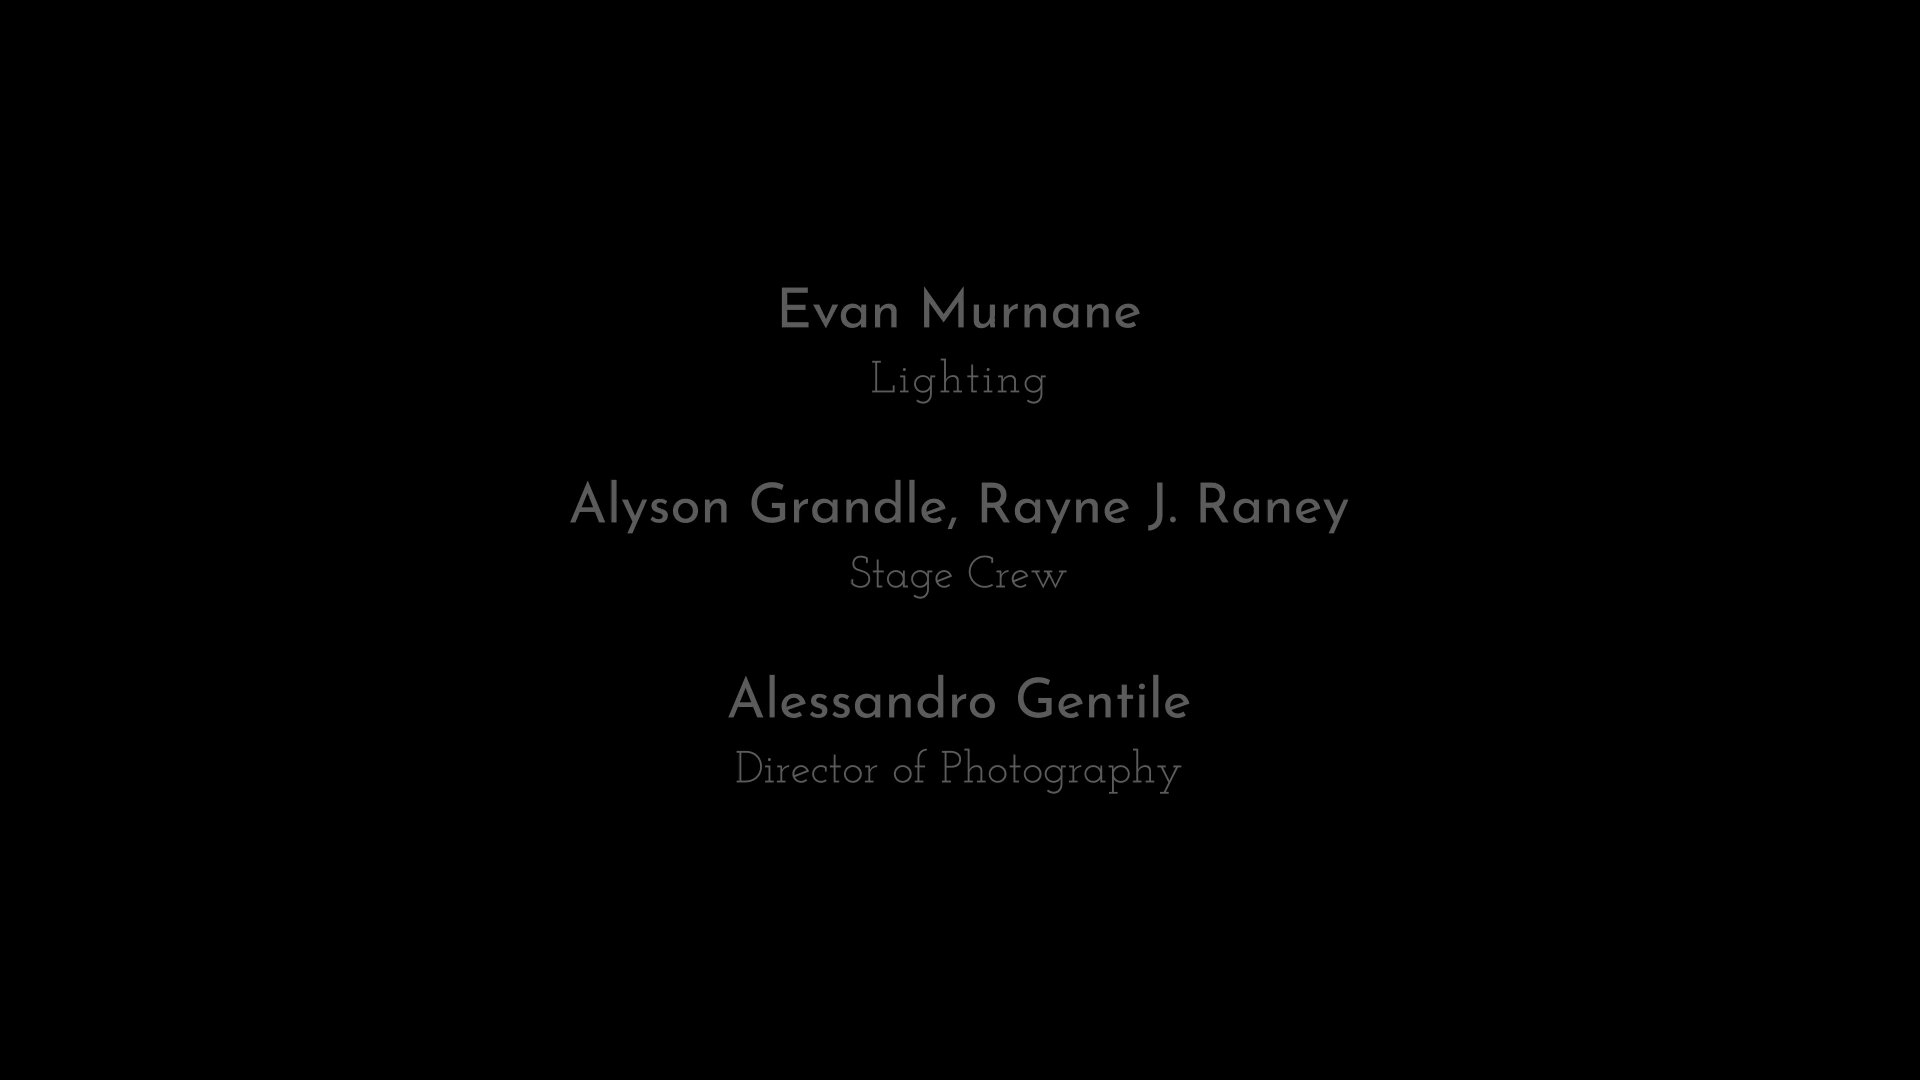 Evan Murnane
Lighting
Alyson Grandle, Rayne J. Raney
Stage Crew
Alessandro Gentile
Director of Photography